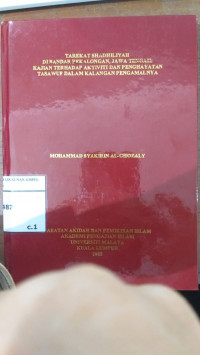 TAREKAT SHADHILIYAH
DI BANDAR PEKALONGAN, JAWA TENGAH:
KAJIAN TERHADAP AKTIVITI DAN PENGHAYATAN
TASAWUF DALAM KALANGAN PENGAMALNYA
MUHAMMAD SYAKIRIN AL-GHOZALY
c.1
JABATAN AKIDAH DAN PEMIKIRAN ISLAM
AKADEMI PENGAJIAN ISLAM
UNIVERSITI MALAYA
KUALA LUMPUR